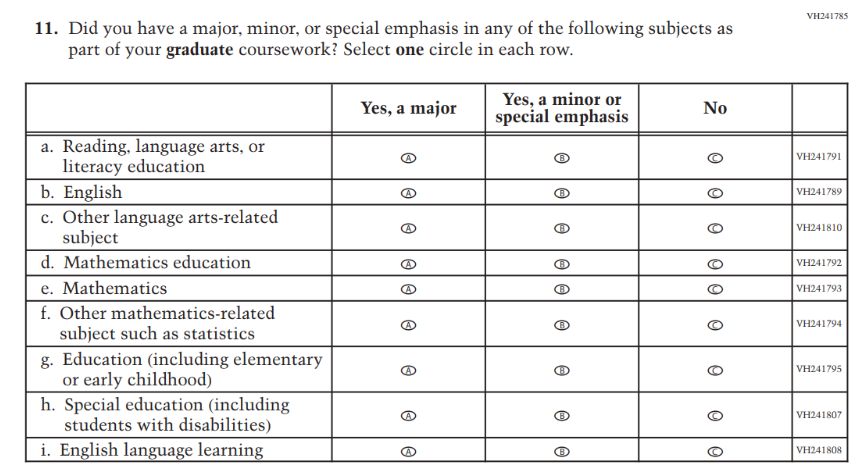 VH241785
11. Did you have a major, minor, or special emphasis in any of the following subjects as
part of your graduate coursework? Select one circle in each row.
Yes, a major
Yes, a minor or
special emphasis
No
a. Reading, language arts, or
literacy education
A B C VH241791
b. English A B C VH241789
c. Other language arts-related
subject
A B C VH241810
d. Mathematics education A B C VH241792
e. Mathematics A B C VH241793
f. Other mathematics-related
subject such as statistics
A B C VH241794
g. Education (including elementary
or early childhood)
A B C VH241795
h. Special education (including
students with disabilities)
A B C VH241807
i. English language learning A B C VH241808